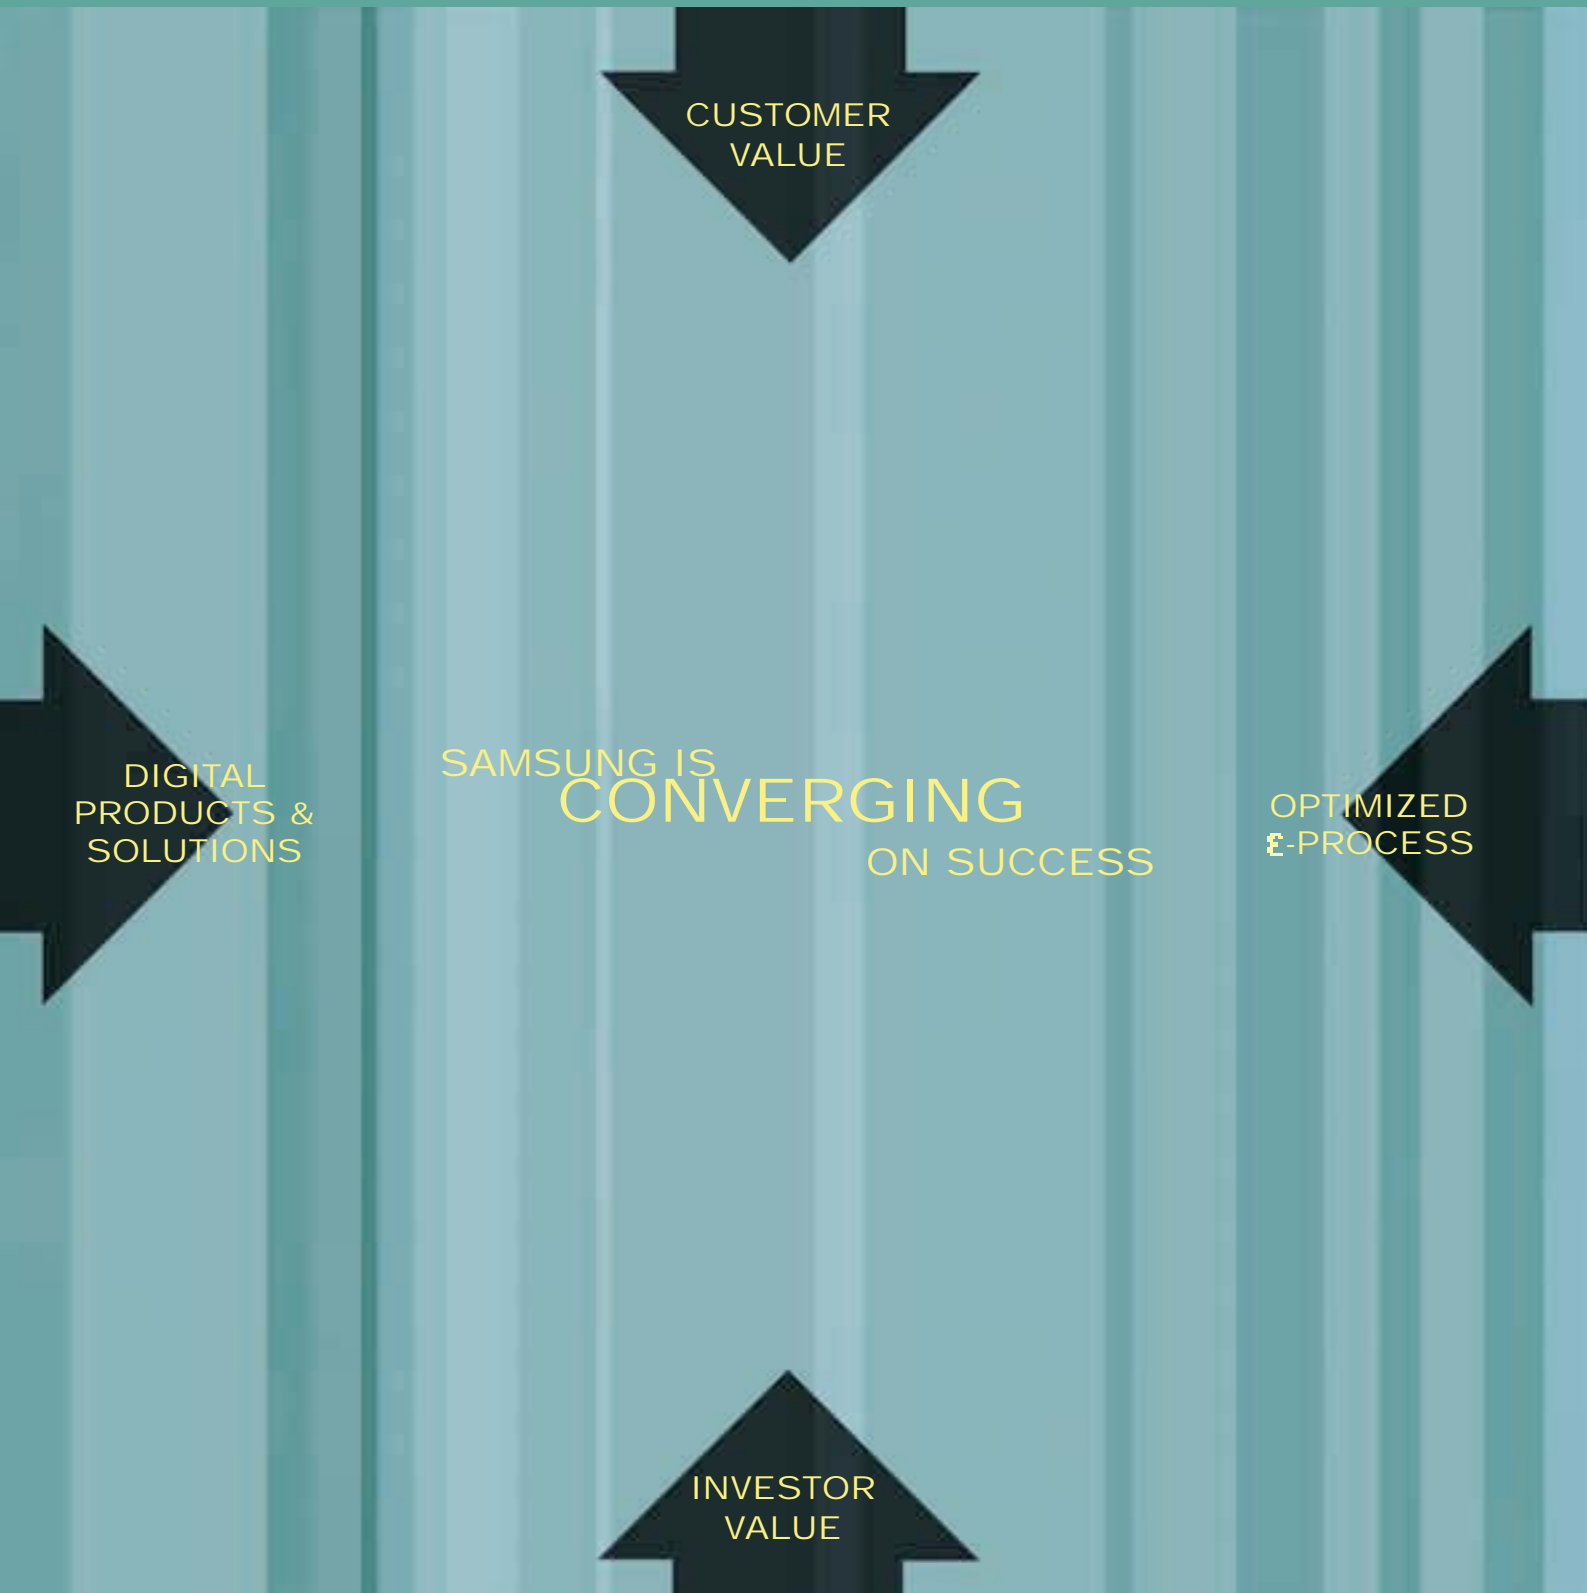 CUSTOMER
VALUE
DIGITAL
PRODUCTS &
SOLUTIONS
SAMSUNG IS
CONVERGING
ON SUCCESS
OPTIMIZED
ε-PROCESS
INVESTOR
VALUE